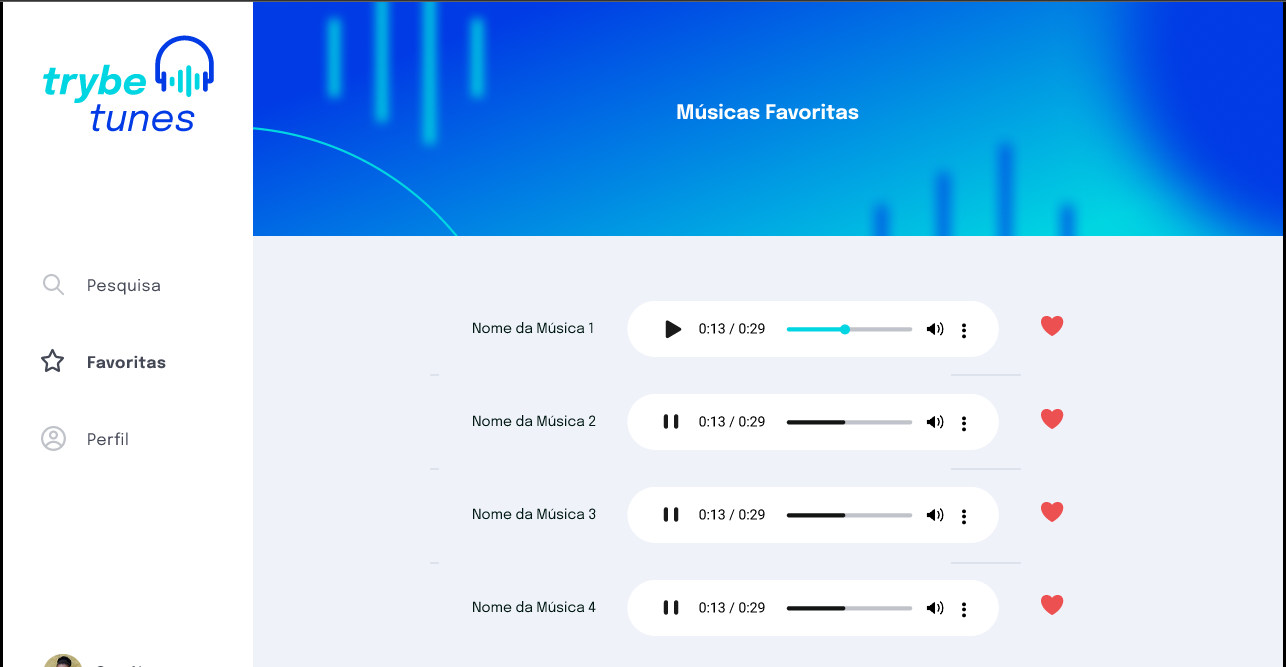 trybe
tunes
Músicas Favoritas
Pesquisa
Favoritas
Perfil
Nome da Música 1
0:13 / 0:29
Nome da Música 2
0:13 / 0:29
Nome da Música 3
0:13 / 0:29
Nome da Música 4
0:13 / 0:29